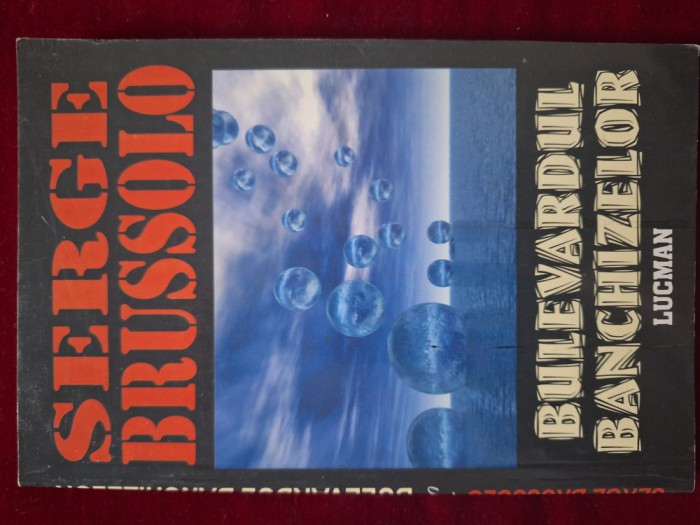 SERGE
BRUSSOLO
BULEVARDUL
BANCHIZELOR
LUCMAN